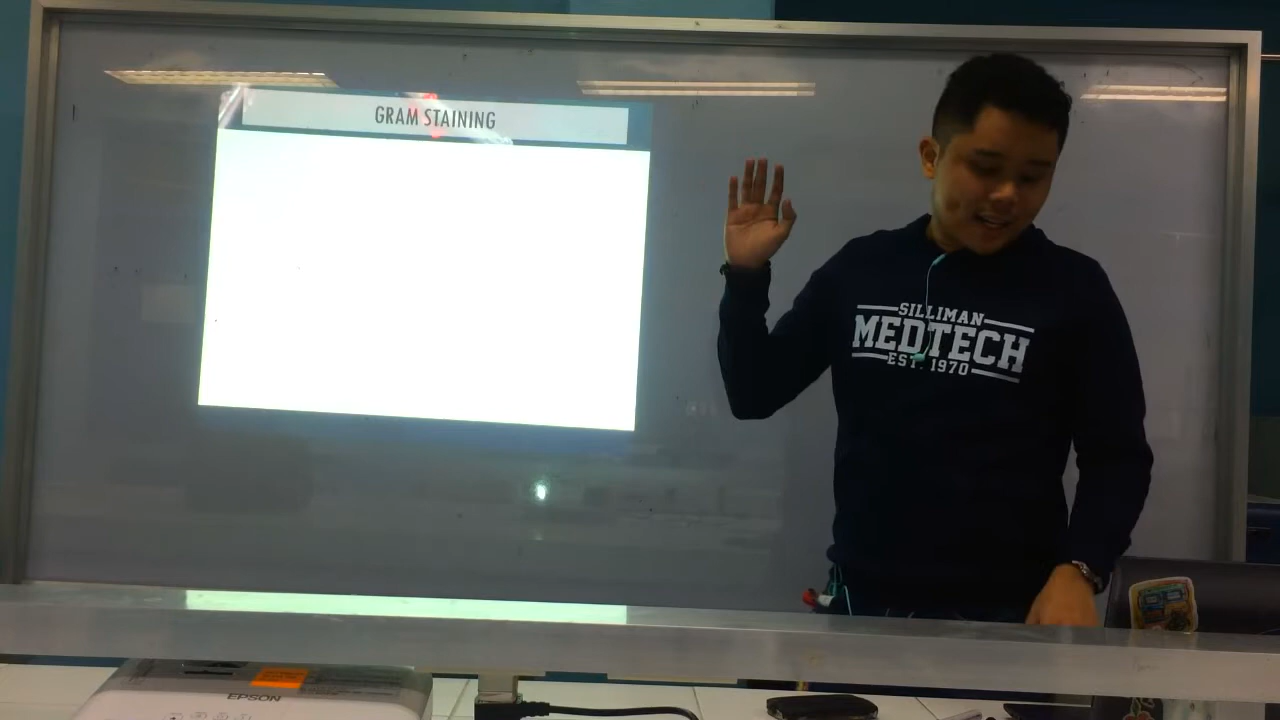 GRAM STAINING
SILLIMAN
MEDTECH
EST. 1970
EPSON